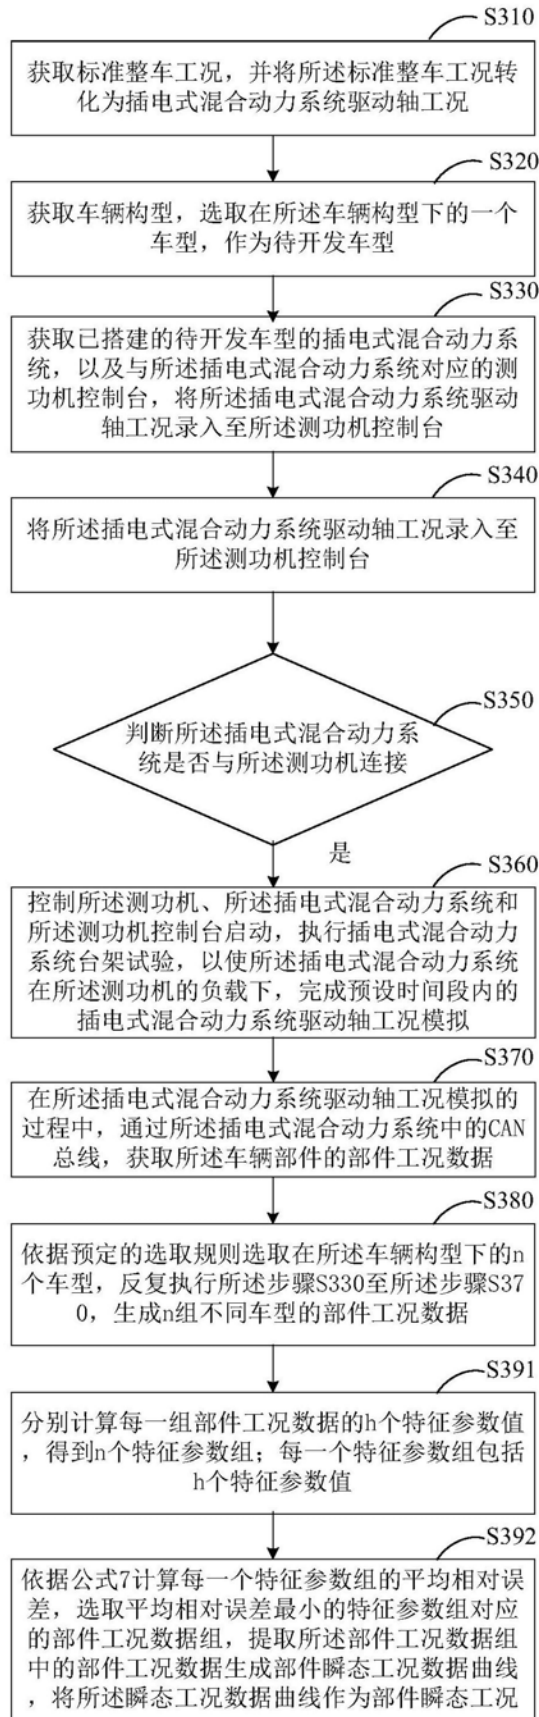 S310
获取标准整车工况，并将所述标准整车工况转
化为插电式混合动力系统驱动轴工况
S320
获取车辆构型，选取在所述车辆构型下的一个
车型，作为待开发车型
S330
获取已搭建的待开发车型的插电式混合动力系
统，以及与所述插电式混合动力系统对应的测
功机控制台，将所述插电式混合动力系统驱动
轴工况录入至所述测功机控制台
S340
将所述插电式混合动力系统驱动轴工况录入至
所述测功机控制台
S350
判断所述插电式混合动力系
统是否与所述测功机连接
是
S360
控制所述测功机、所述插电式混合动力系统和
所述测功机控制台启动，执行插电式混合动力
系统台架试验，以使所述插电式混合动力系统
在所述测功机的负载下，完成预设时间段内的
插电式混合动力系统驱动轴工况模拟
S370
在所述插电式混合动力系统驱动轴工况模拟的
过程中，通过所述插电式混合动力系统中的CAN
总线，获取所述车辆部件的部件工况数据
S380
依据预定的选取规则选取在所述车辆构型下的n
个车型，反复执行所述步骤S330至所述步骤S37
0，生成n组不同车型的部件工况数据
S391
分别计算每一组部件工况数据的h个特征参数值
，得到n个特征参数组；每一个特征参数组包括
h个特征参数值
S392
依据公式7计算每一个特征参数组的平均相对误
差，选取平均相对误差最小的特征参数组对应
的部件工况数据组，提取所述部件工况数据组
中的部件工况数据生成部件瞬态工况数据曲线
，将所述瞬态工况数据曲线作为部件瞬态工况